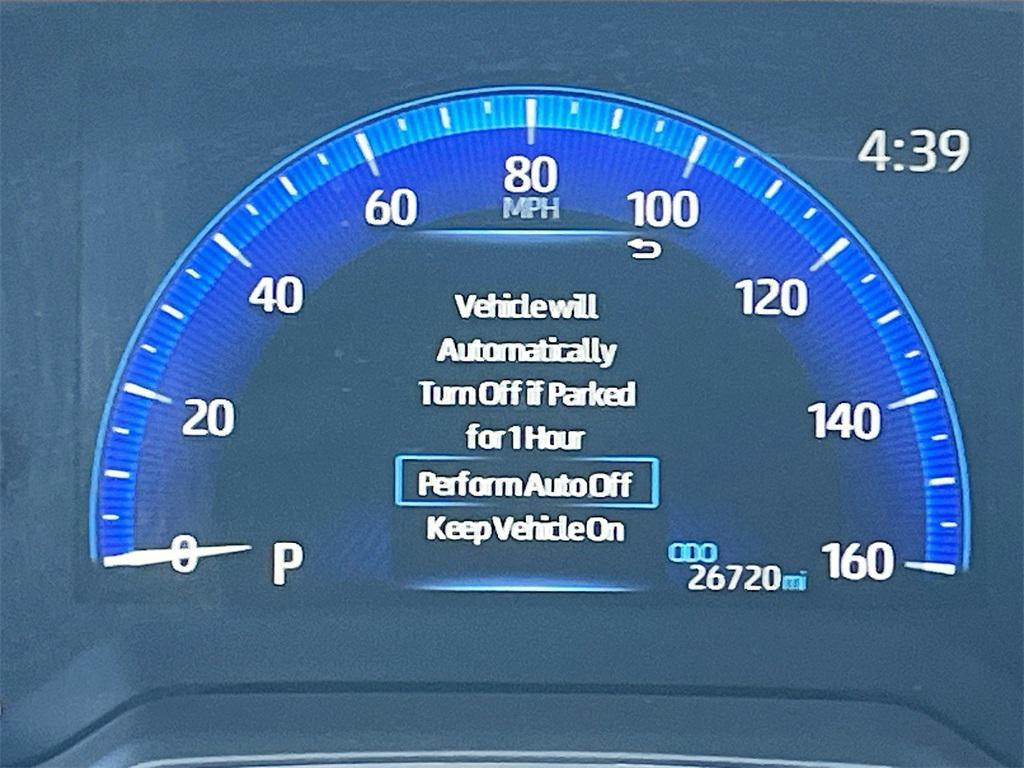 4:39
80
MPH
60
100
40
120
20
140
0
160
Vehicle will
Automatically
Turn Off if Parked
for 1 Hour
Perform Auto Off
Keep Vehicle On
P
ODO
26720 mi